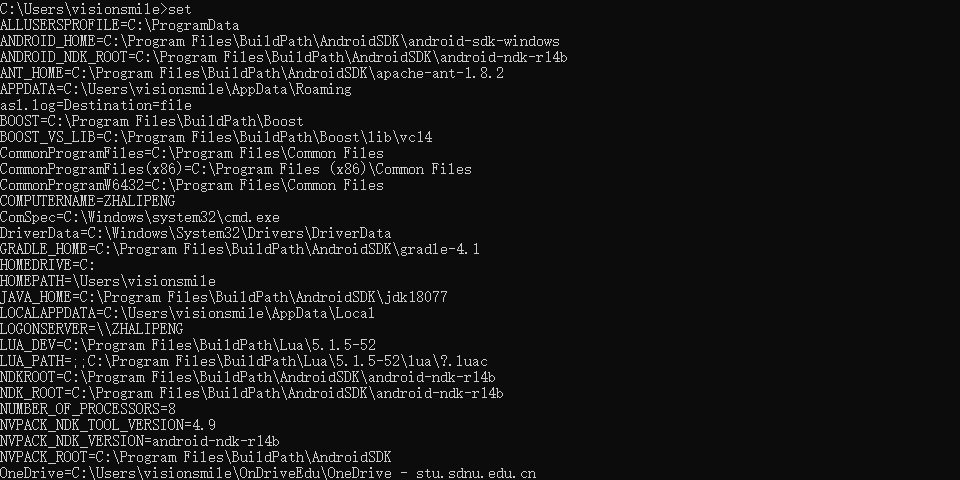 C:\Users\visionsmile>set
ALLUSERSPROFILE=C:\ProgramData
ANDROID_HOME=C:\Program Files\BuildPath\AndroidSDK\android-sdk-windows
ANDROID_NDK_ROOT=C:\Program Files\BuildPath\AndroidSDK\android-ndk-r14b
ANT_HOME=C:\Program Files\BuildPath\AndroidSDK\apache-ant-1.8.2
APPDATA=C:\Users\visionsmile\AppData\Roaming
asl.log=Destination=file
BOOST=C:\Program Files\BuildPath\Boost
BOOST_VS_LIB=C:\Program Files\BuildPath\Boost\lib\vc14
CommonProgramFiles=C:\Program Files\Common Files
CommonProgramFiles(x86)=C:\Program Files (x86)\Common Files
CommonProgramW6432=C:\Program Files\Common Files
COMPUTERNAME=ZHALIPENG
ComSpec=C:\Windows\system32\cmd.exe
DriverData=C:\Windows\System32\Drivers\DriverData
GRADLE_HOME=C:\Program Files\BuildPath\AndroidSDK\gradle-4.1
HOMEDRIVE=C:
HOMEPATH=\Users\visionsmile
JAVA_HOME=C:\Program Files\BuildPath\AndroidSDK\jdk18077
LOCALAPPDATA=C:\Users\visionsmile\AppData\Local
LOGONSERVER=\\ZHALIPENG
LUA_DEV=C:\Program Files\BuildPath\Lua\5.1.5-52
LUA_PATH=;;C:\Program Files\BuildPath\Lua\5.1.5-52\lua\?.luac
NDKROOT=C:\Program Files\BuildPath\AndroidSDK\android-ndk-r14b
NDK_ROOT=C:\Program Files\BuildPath\AndroidSDK\android-ndk-r14b
NUMBER_OF_PROCESSORS=8
NVPACK_NDK_TOOL_VERSION=4.9
NVPACK_NDK_VERSION=android-ndk-r14b
NVPACK_ROOT=C:\Program Files\BuildPath\AndroidSDK
OneDrive=C:\Users\visionsmile\OnDriveEdu\OneDrive - stu.sdnu.edu.cn